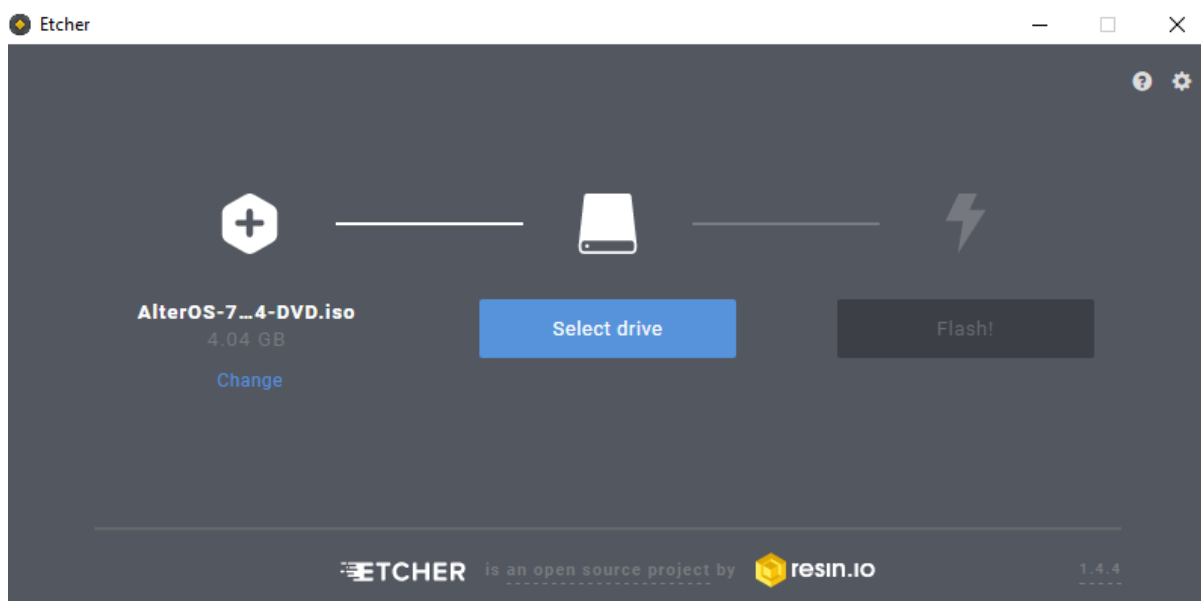 Etcher
AlterOS-7…4-DVD.iso
4.04 GB
Change
Select drive
Flash!
ETCHER is an open source project by resin.io
1.4.4